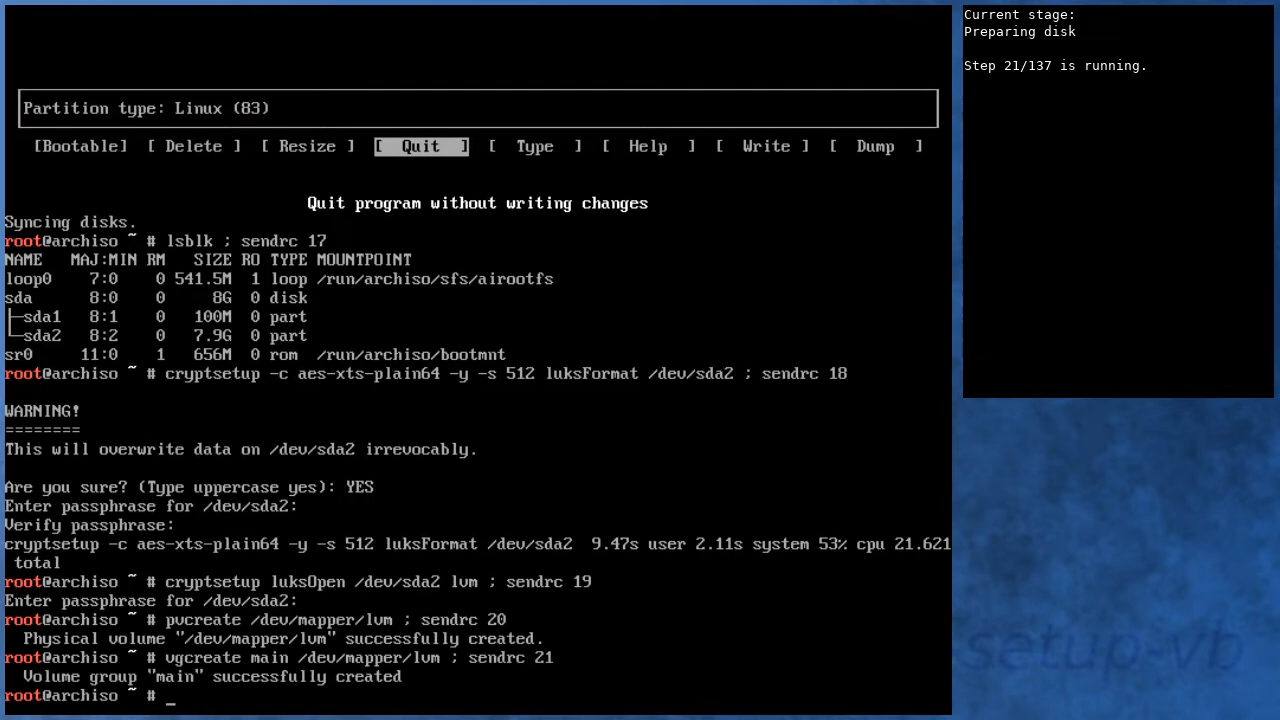 Partition type: Linux (83)
[Bootable] [ Delete ] [ Resize ] [ Quit ] [ Type ] [ Help ] [ Write ] [ Dump ]
Quit program without writing changes
Syncing disks.
root@archiso ~ # lsblk ; sendrc 17
NAME MAJ:MIN RM SIZE RO TYPE MOUNTPOINT
loop0 7:0 0 541.5M 1 loop /run/archiso/sfs/airootfs
sda 8:0 0 8G 0 disk
├─sda1 8:1 0 100M 0 part
└─sda2 8:2 0 7.9G 0 part
sr0 11:0 1 656M 0 rom /run/archiso/bootmnt
root@archiso ~ # cryptsetup -c aes-xts-plain64 -y -s 512 luksFormat /dev/sda2 ; sendrc 18
WARNING!
========
This will overwrite data on /dev/sda2 irrevocably.
Are you sure? (Type uppercase yes): YES
Enter passphrase for /dev/sda2:
Verify passphrase:
cryptsetup -c aes-xts-plain64 -y -s 512 luksFormat /dev/sda2 9.47s user 2.11s system 53% cpu 21.621
total
root@archiso ~ # cryptsetup luksOpen /dev/sda2 lvm ; sendrc 19
Enter passphrase for /dev/sda2:
root@archiso ~ # pvcreate /dev/mapper/lvm ; sendrc 20
Physical volume "/dev/mapper/lvm" successfully created.
root@archiso ~ # vgcreate main /dev/mapper/lvm ; sendrc 21
Volume group "main" successfully created
root@archiso ~ # _
Current stage:
Preparing disk
Step 21/137 is running.
setup-vb